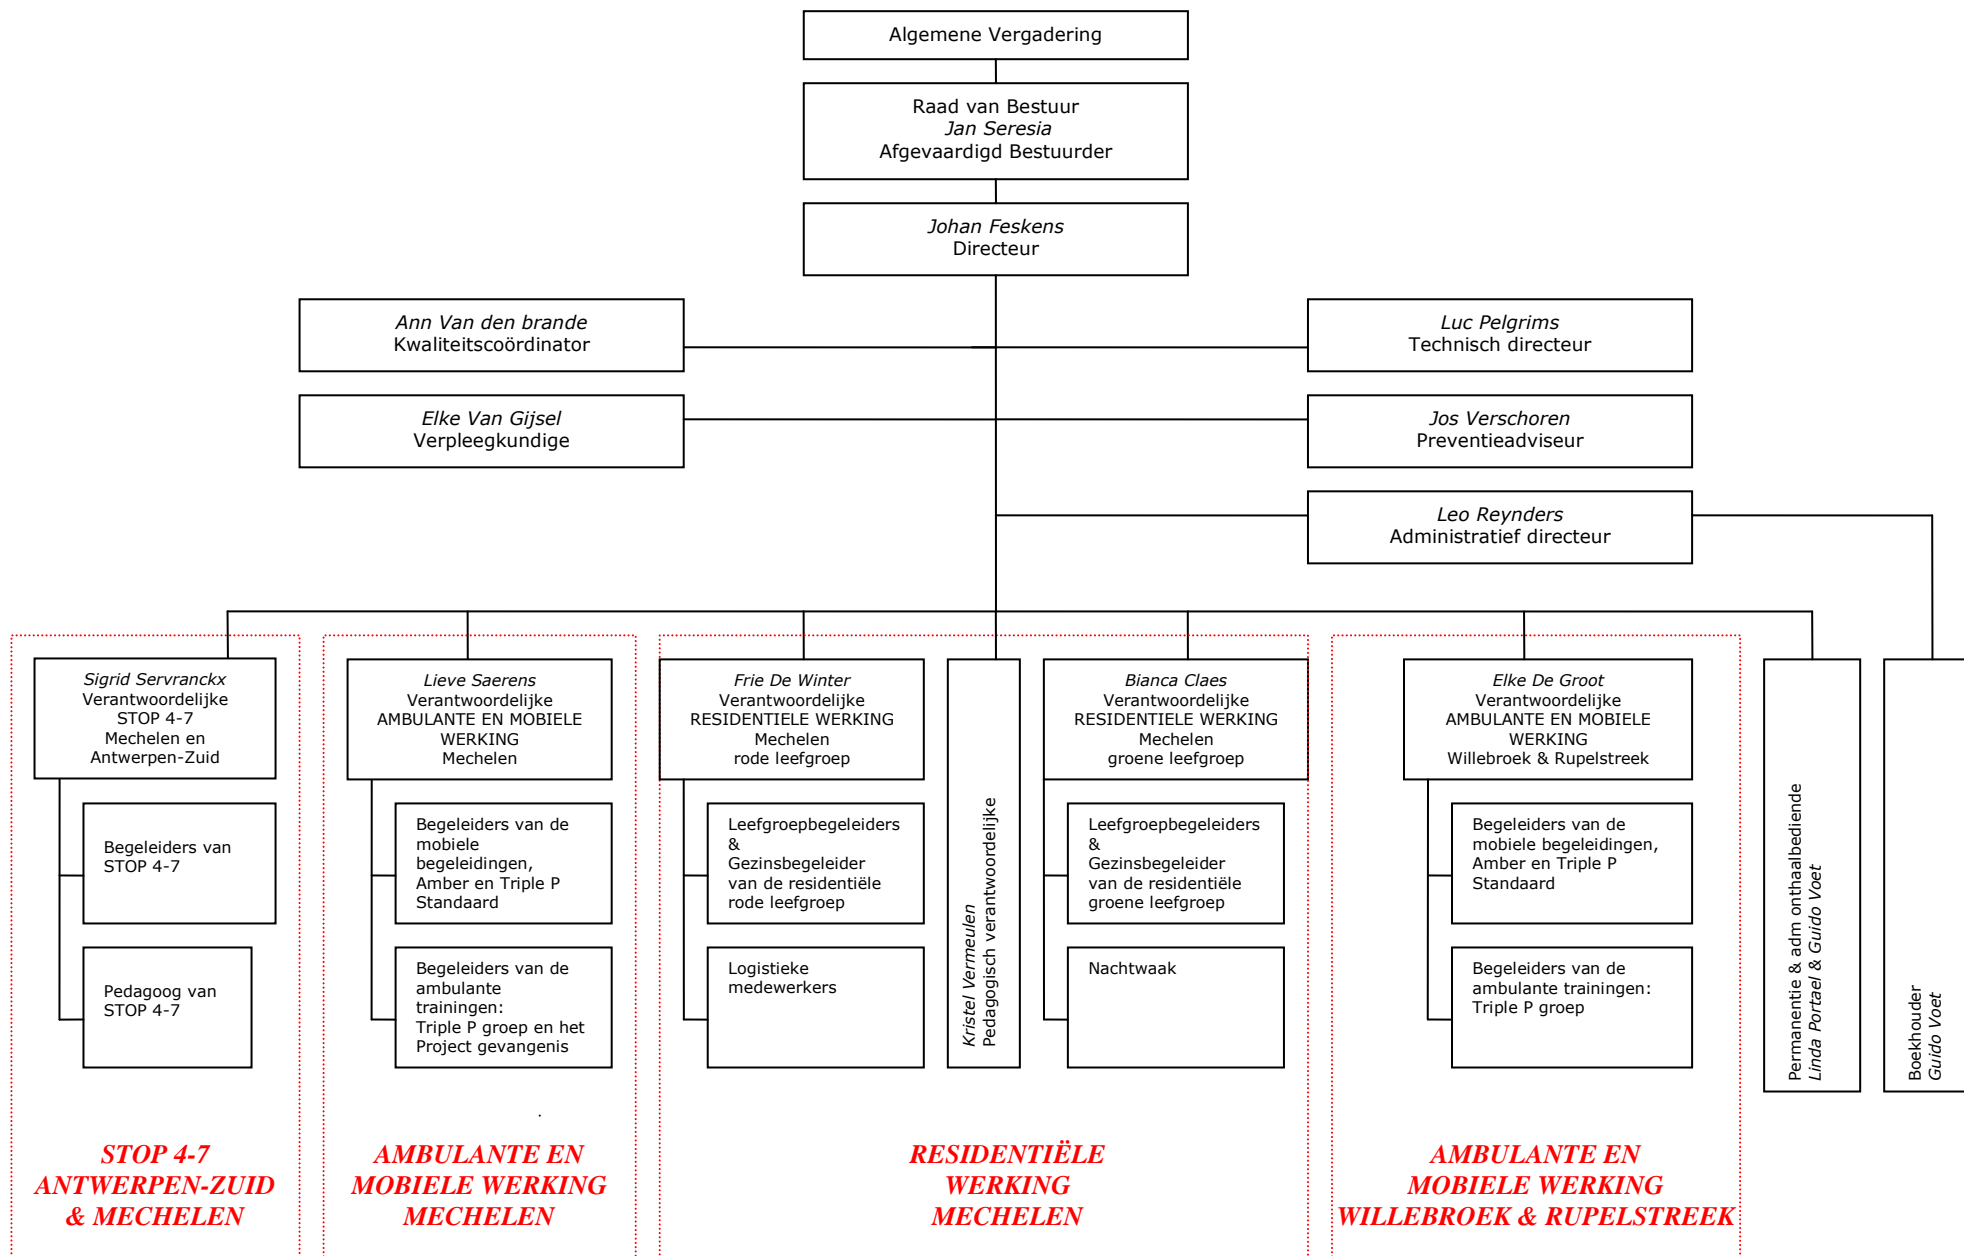 Algemene Vergadering
Raad van Bestuur
Jan Seresia
Afgevaardigd Bestuurder
Johan Feskens
Directeur
Ann Van den brande
Kwaliteitscoördinator
Luc Pelgrims
Technisch directeur
Elke Van Gijsel
Verpleegkundige
Jos Verschoren
Preventieadviseur
Leo Reynders
Administratief directeur
Sigrid Servranckx
Verantwoordelijke
STOP 4-7
Mechelen en
Antwerpen-Zuid
Begeleiders van
STOP 4-7
Pedagoog van
STOP 4-7
STOP 4-7
ANTWERPEN-ZUID
& MECHELEN
Lieve Saerens
Verantwoordelijke
AMBULANTE EN MOBIELE
WERKING
Mechelen
Begeleiders van de
mobiele
begeleidingen,
Amber en Triple P
Standaard
Begeleiders van de
ambulante
trainingen:
Triple P groep en het
Project gevangenis
.
AMBULANTE EN
MOBIELE WERKING
MECHELEN
Frie De Winter
Verantwoordelijke
RESIDENTIELE WERKING
Mechelen
rode leefgroep
Leefgroepbegeleiders
&
Gezinsbegeleider
van de residentiële
rode leefgroep
Logistieke
medewerkers
Kristel Vermeulen
Pedagogisch verantwoordelijke
Bianca Claes
Verantwoordelijke
RESIDENTIELE WERKING
Mechelen
groene leefgroep
Leefgroepbegeleiders
&
Gezinsbegeleider
van de residentiële
groene leefgroep
Nachtwaak
RESIDENTIËLE
WERKING
MECHELEN
Elke De Groot
Verantwoordelijke
AMBULANTE EN MOBIELE
WERKING
Willebroek & Rupelstreek
Begeleiders van de
mobiele begeleidingen,
Amber en Triple P
Standaard
Begeleiders van de
ambulante trainingen:
Triple P groep
AMBULANTE EN
MOBIELE WERKING
WILLEBROEK & RUPELSTREEK
Permanentie & adm onthaalbediende
Linda Portael & Guido Voet
Boekhouder
Guido Voet